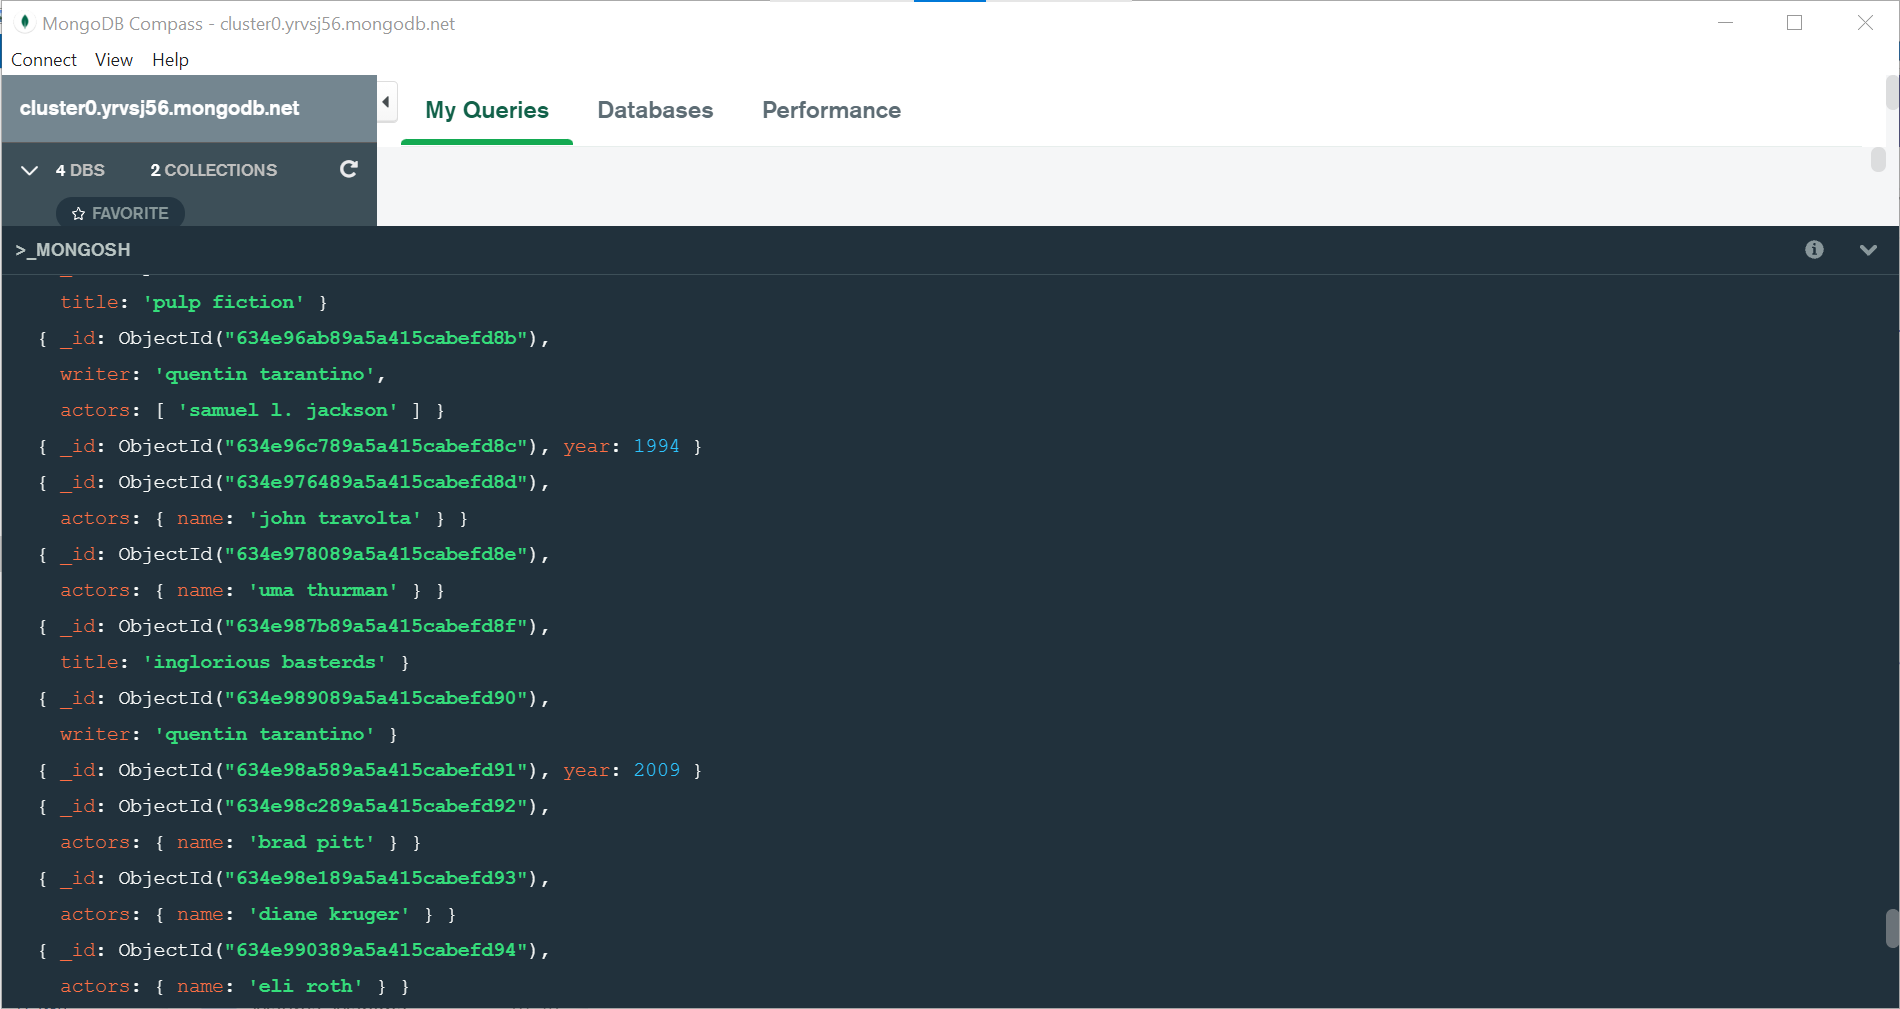 MongoDB Compass - cluster0.yrvsj56.mongodb.net
Connect View Help
cluster0.yrvsj56.mongodb.net
My Queries Databases Performance
4 DBS 2 COLLECTIONS
FAVORITE
>_MONGOSH
title: 'pulp fiction' }
{ _id: ObjectId("634e96ab89a5a415cabefd8b"),
writer: 'quentin tarantino',
actors: [ 'samuel l. jackson' ] }
{ _id: ObjectId("634e96c789a5a415cabefd8c"), year: 1994 }
{ _id: ObjectId("634e976489a5a415cabefd8d"),
actors: { name: 'john travolta' } }
{ _id: ObjectId("634e978089a5a415cabefd8e"),
actors: { name: 'uma thurman' } }
{ _id: ObjectId("634e987b89a5a415cabefd8f"),
title: 'inglorious basterds' }
{ _id: ObjectId("634e989089a5a415cabefd90"),
writer: 'quentin tarantino' }
{ _id: ObjectId("634e98a589a5a415cabefd91"), year: 2009 }
{ _id: ObjectId("634e98c289a5a415cabefd92"),
actors: { name: 'brad pitt' } }
{ _id: ObjectId("634e98e189a5a415cabefd93"),
actors: { name: 'diane kruger' } }
{ _id: ObjectId("634e990389a5a415cabefd94"),
actors: { name: 'eli roth' } }